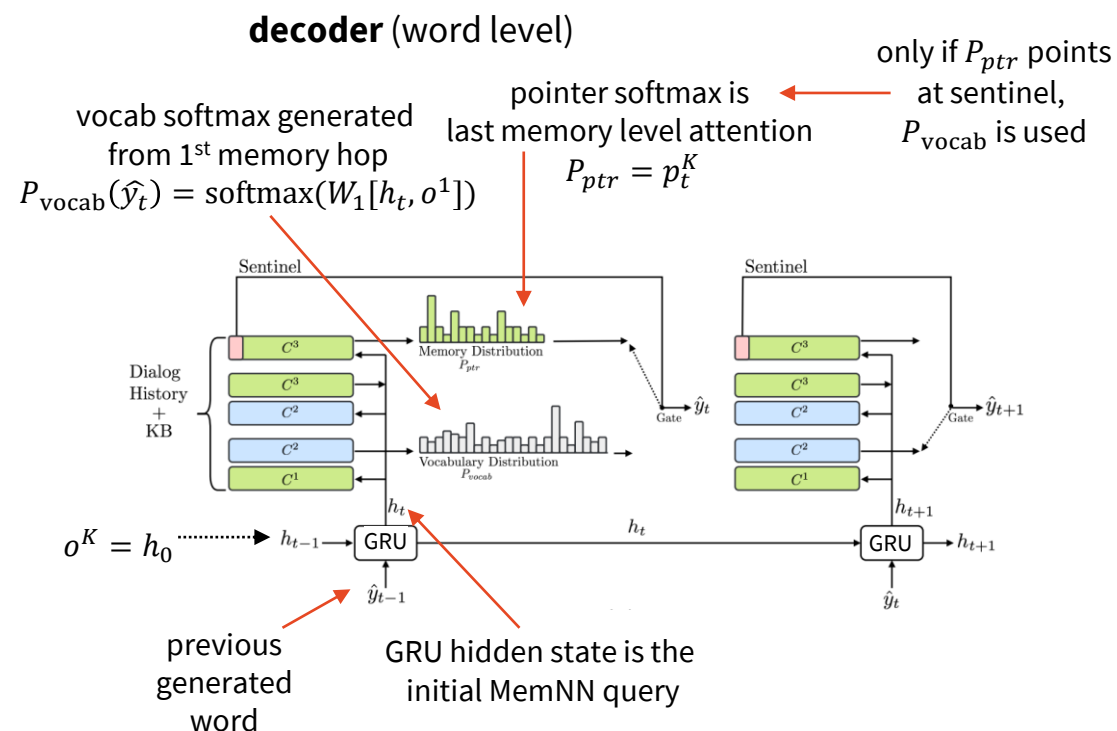 decoder (word level)
only if P_ptr points
at sentinel,
P_vocab is used
pointer softmax is
last memory level attention
P_ptr = p_t^K
vocab softmax generated
from 1st memory hop
P_vocab(ŷ_t) = softmax(W_1[h_t, o^1])
Sentinel
Sentinel
C^3
Memory Distribution
P_ptr
C^3
Dialog
History
+
KB
C^3
C^2
C^3
C^2
Gate
ŷ_t
Gate
ŷ_{t+1}
C^2
Vocabulary Distribution
P_vocab
C^2
C^1
C^1
h_t
h_{t+1}
o^K = h_0
h_{t−1}
GRU
h_t
GRU
h_{t+1}
ŷ_{t−1}
ŷ_t
previous
generated
word
GRU hidden state is the
initial MemNN query